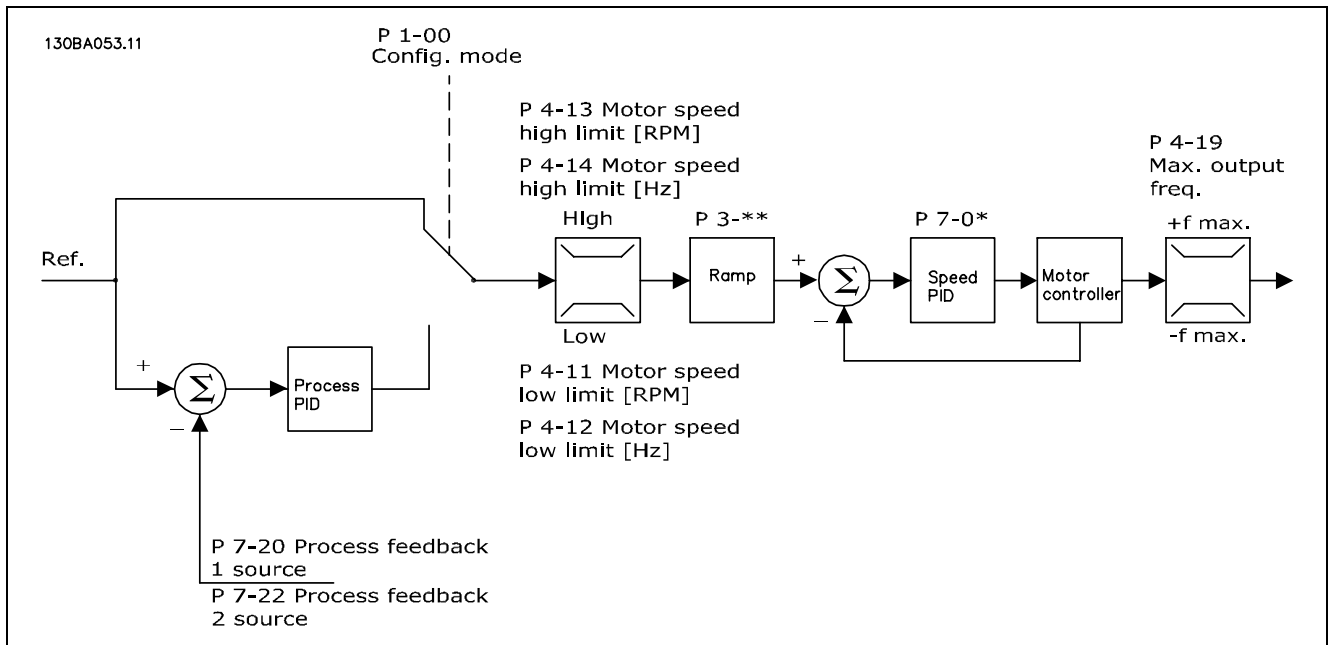 130BA053.11
P 1-00
Config. mode
P 4-13 Motor speed
high limit [RPM]
P 4-14 Motor speed
high limit [Hz]
P 4-19
Max. output
freq.
HIgh
P 3-**
P 7-0*
+f max.
Ref.
Ramp
+
Σ
−
Speed
PID
Motor
controller
Low
-f max.
+
Σ
−
Process
PID
P 4-11 Motor speed
low limit [RPM]
P 4-12 Motor speed
low limit [Hz]
P 7-20 Process feedback
1 source
P 7-22 Process feedback
2 source